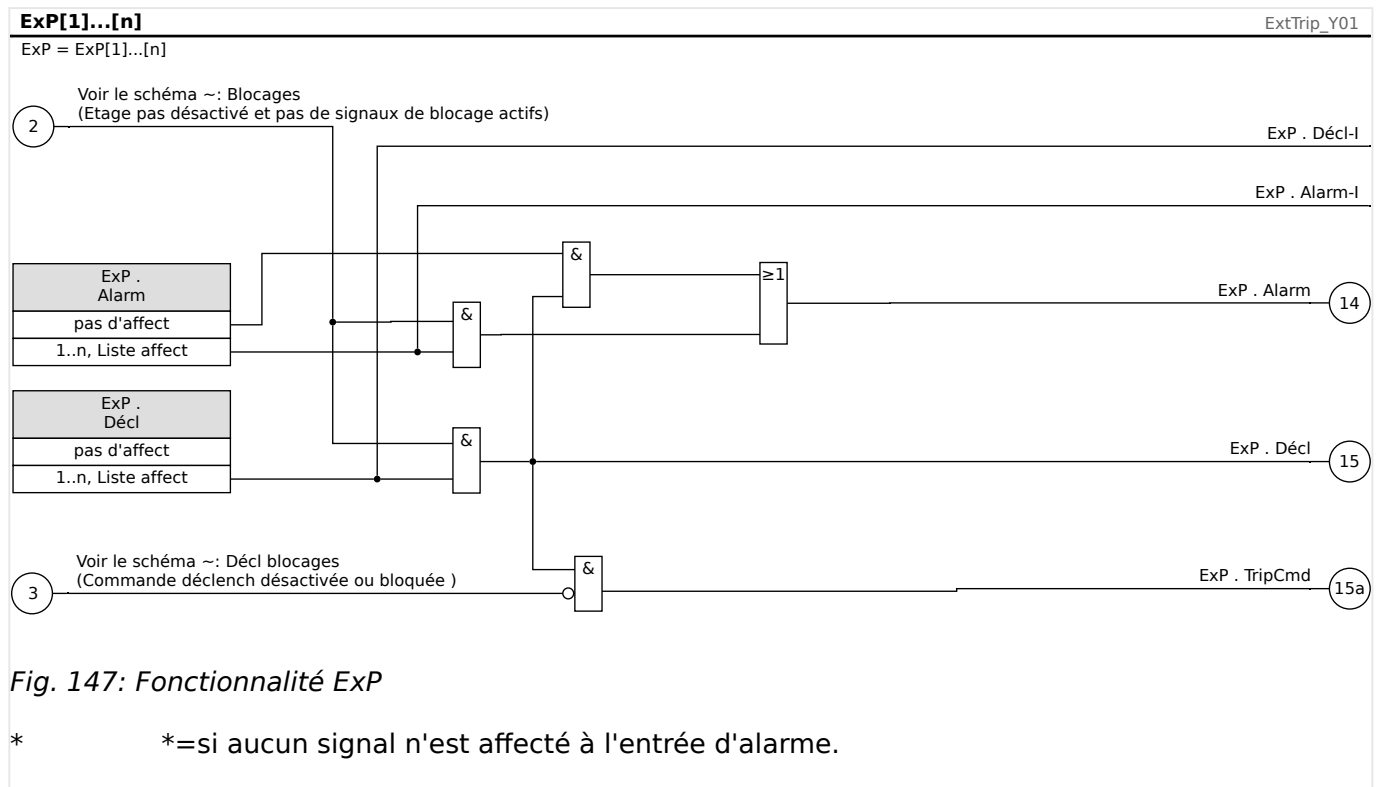 ExP[1]...[n]
ExtTrip_Y01
ExP = ExP[1]...[n]
Voir le schéma ~: Blocages
(Etage pas désactivé et pas de signaux de blocage actifs)
2
ExP . Décl-I
ExP . Alarm-I
&
ExP .
Alarm
≥1
pas d'affect
&
ExP . Alarm
14
1..n, Liste affect
ExP .
Décl
pas d'affect
&
ExP . Décl
15
1..n, Liste affect
Voir le schéma ~: Décl blocages
(Commande déclench désactivée ou bloquée )
3
&
ExP . TripCmd
15a
Fig. 147: Fonctionnalité ExP
* *=si aucun signal n'est affecté à l'entrée d'alarme.